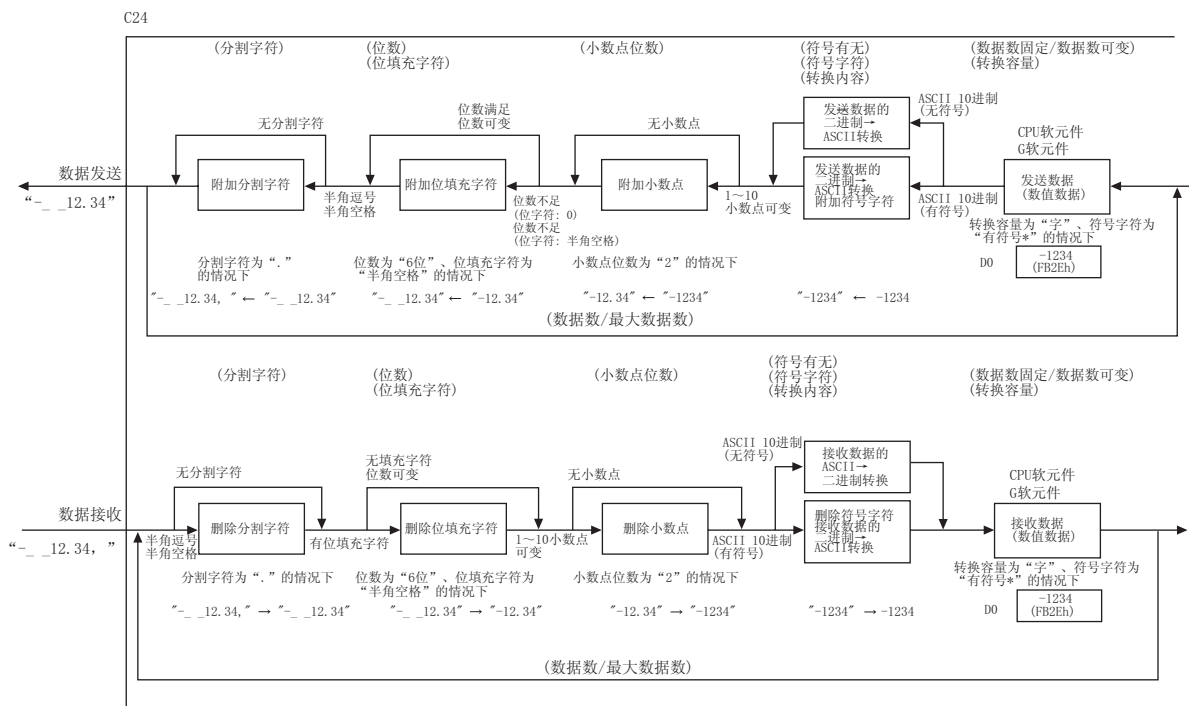 C24
(分割字符)
(位数)
(位填充字符)
(小数点位数)
(符号有无)
(符号字符)
(转换内容)
(数据数固定/数据数可变)
(转换容量)
无分割字符
位数满足
位数可变
无小数点
发送数据的
二进制→
ASCII转换
ASCII 10进制
(无符号)
CPU软元件
G软元件
数据发送
“-_ _12.34”
附加分割字符
半角逗号
半角空格
附加位填充字符
位数不足
(位字符: 0)
位数不足
(位字符: 半角空格)
附加小数点
1～10
小数点可变
发送数据的
二进制→
ASCII转换
附加符号字符
ASCII 10进制
(有符号)
发送数据
(数值数据)
分割字符为“.”
的情况下
位数为“6位”、位填充字符为
“半角空格”的情况下
小数点位数为“2”的情况下
转换容量为“字”、符号字符为
“有符号*”的情况下
D0
-1234
(FB2Eh)
"-_ _12.34, " ← "-_ _12.34"
"-_ _12.34" ← "-12.34"
"-12.34" ← "-1234"
"-1234" ← -1234
(数据数/最大数据数)
(分割字符)
(位数)
(位填充字符)
(小数点位数)
(符号有无)
(符号字符)
(转换内容)
(数据数固定/数据数可变)
(转换容量)
无分割字符
无填充字符
位数可变
无小数点
ASCII 10进制
(无符号)
接收数据的
ASCII→
二进制转换
CPU软元件
G软元件
数据接收
“-_ _12.34, ”
半角逗号
半角空格
删除分割字符
有位填充字符
删除位填充字符
1～10小数点
可变
删除小数点
ASCII 10进制
(有符号)
删除符号字符
接收数据的
二进制→
ASCII转换
接收数据
(数值数据)
分割字符为“.”的情况下
位数为“6位”、位填充字符为
“半角空格”的情况下
小数点位数为“2”的情况下
转换容量为“字”、符号字符为
“有符号*”的情况下
D0
-1234
(FB2Eh)
"-_ _12.34," → "-_ _12.34"
"-_ _12.34" → "-12.34"
"-12.34" → "-1234"
"-1234" → -1234
(数据数/最大数据数)